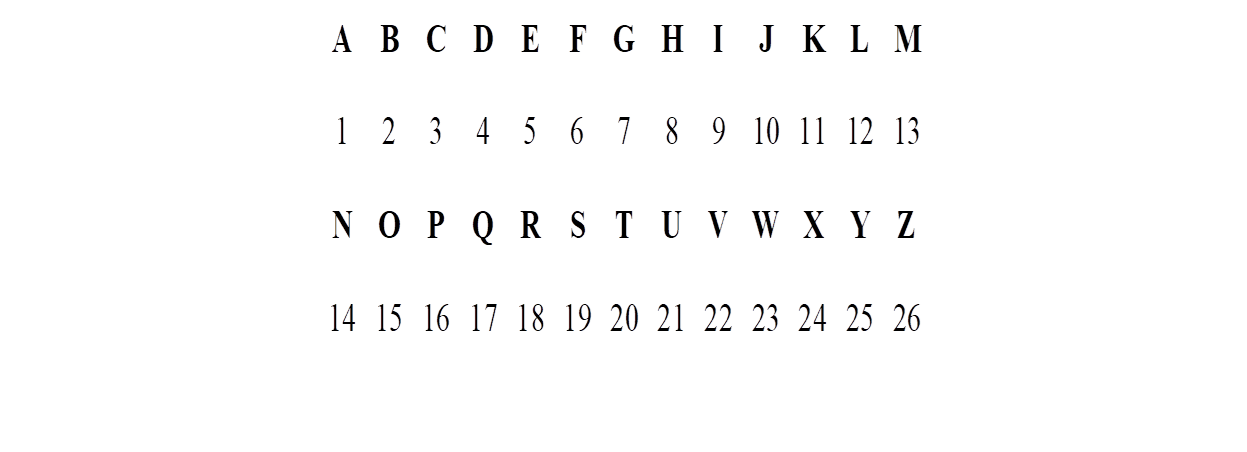 A B C D E F G H I J K L M
1 2 3 4 5 6 7 8 9 10 11 12 13
N O P Q R S T U V W X Y Z
14 15 16 17 18 19 20 21 22 23 24 25 26